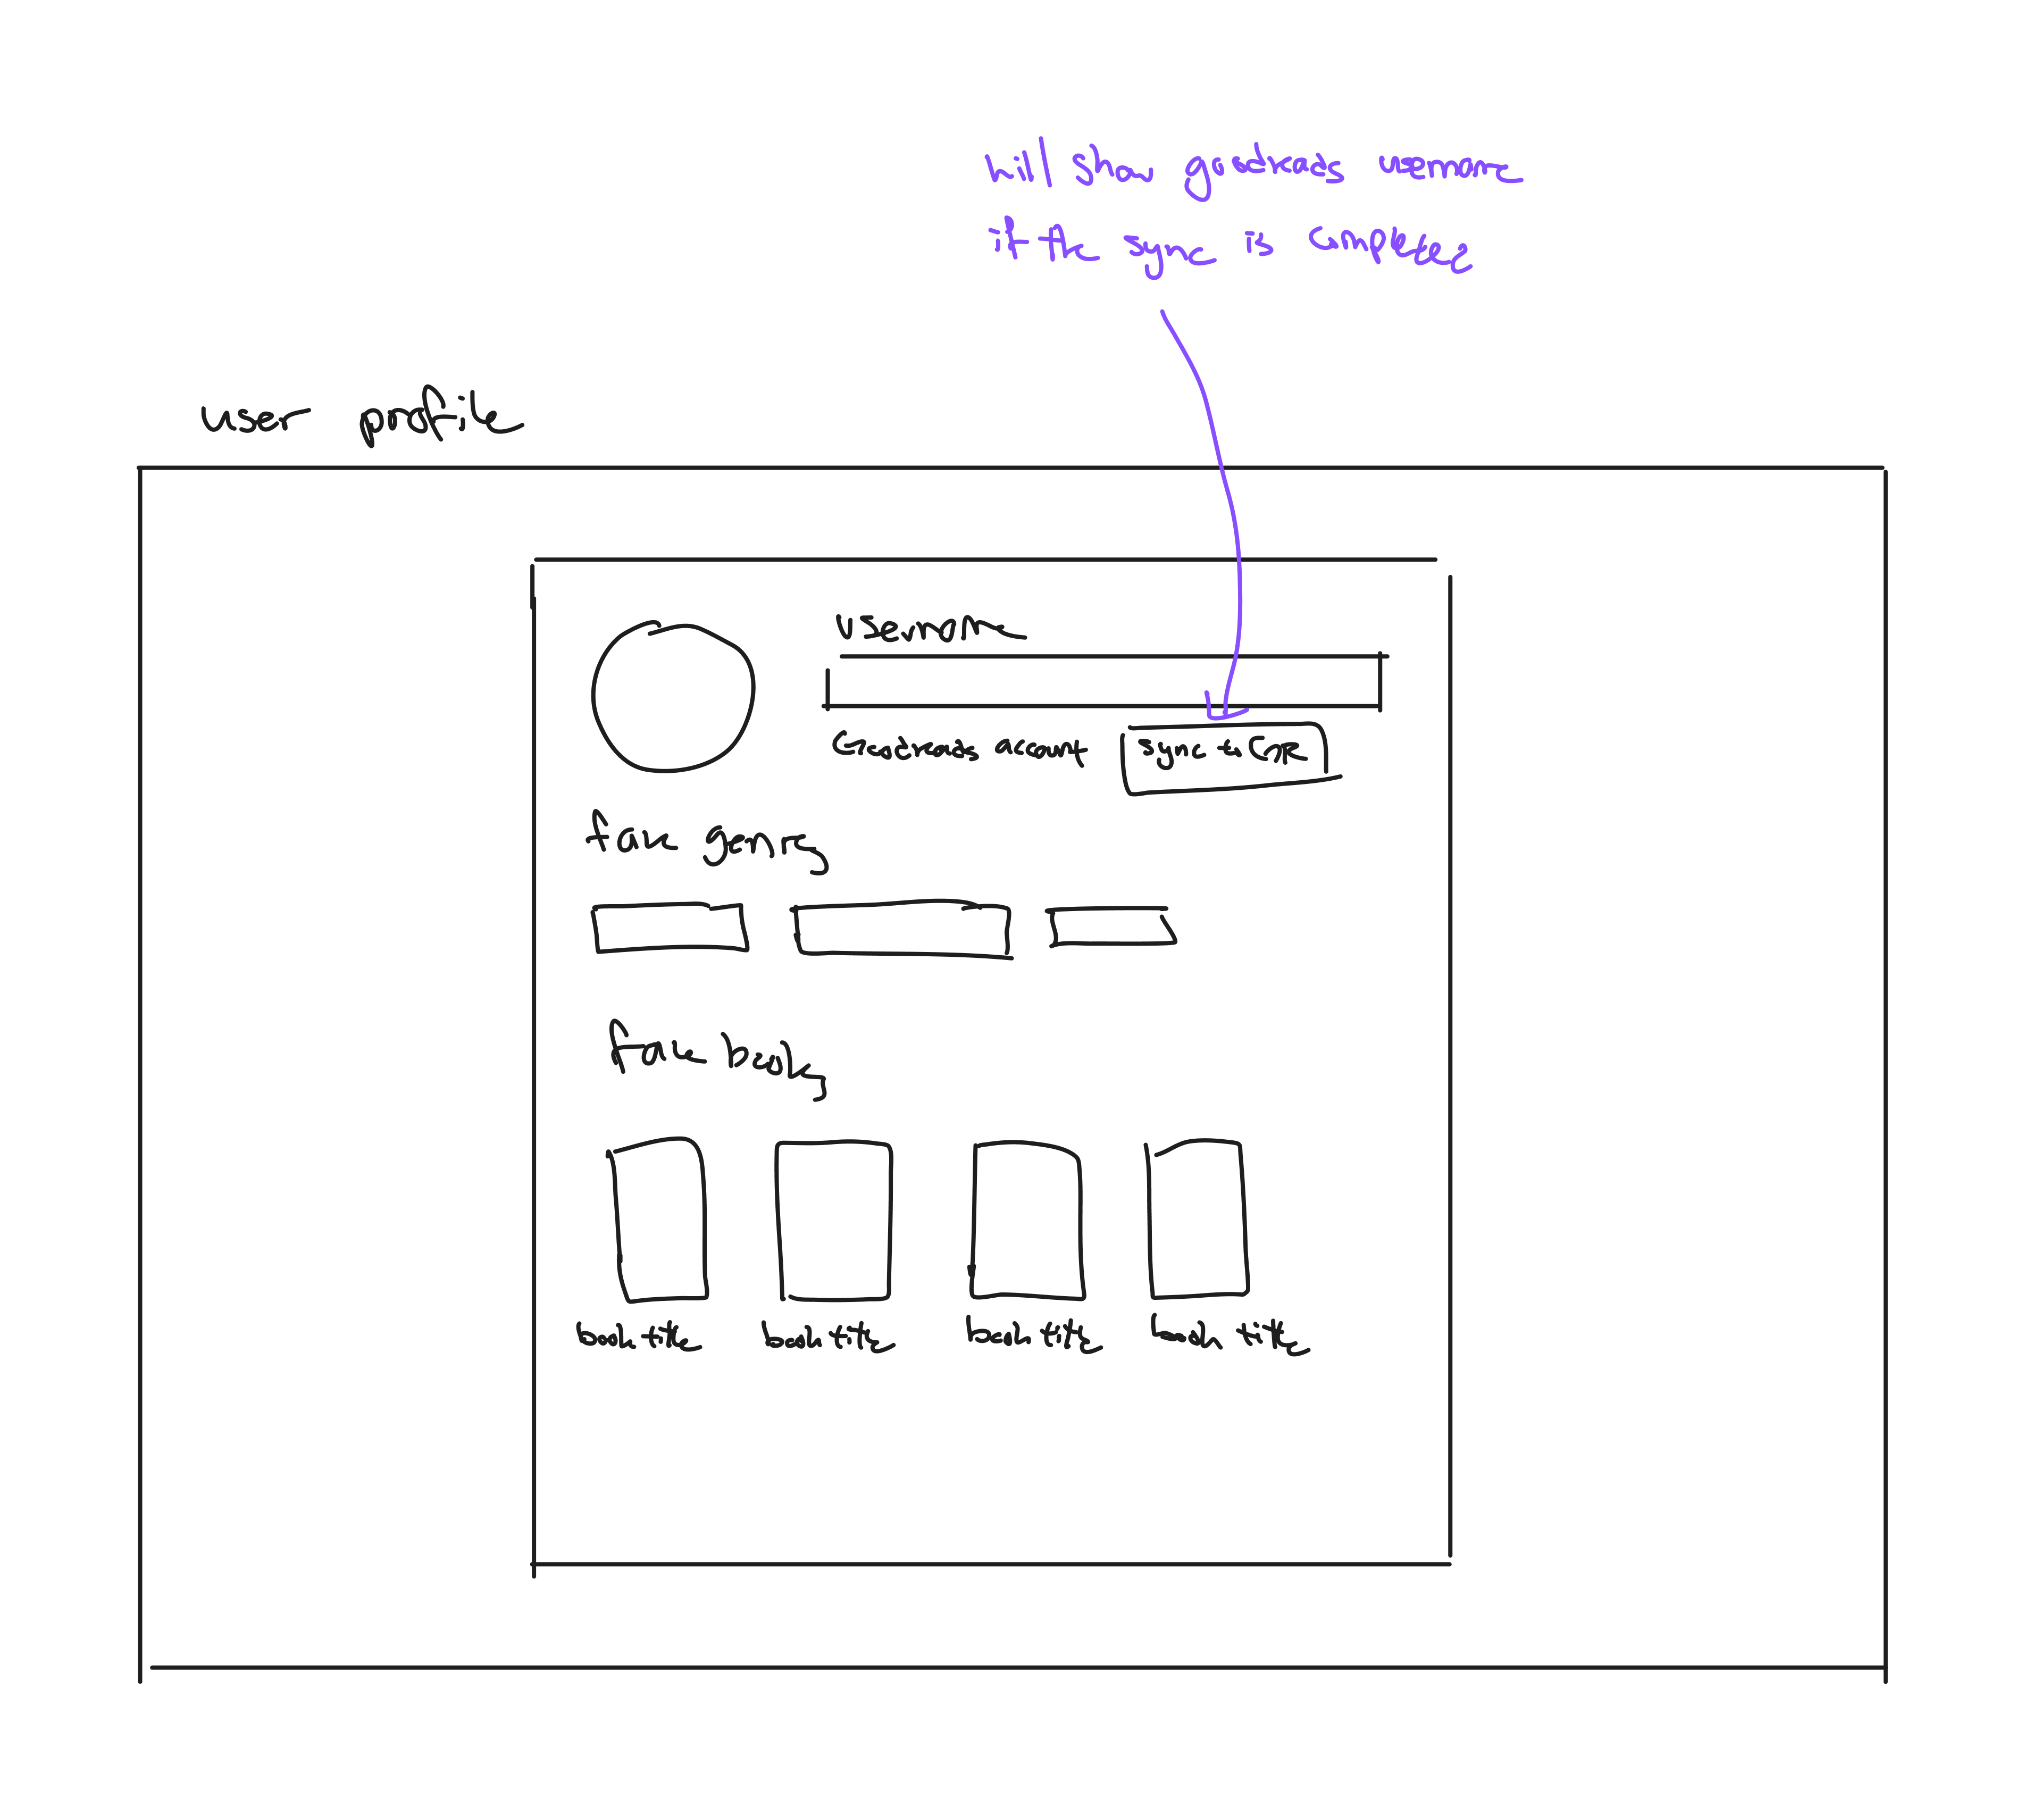 will show goodreads username
if the sync is complete
user profile
username
Goodreads account
sync to GR
fave genres
fave books
book title book title book title book title